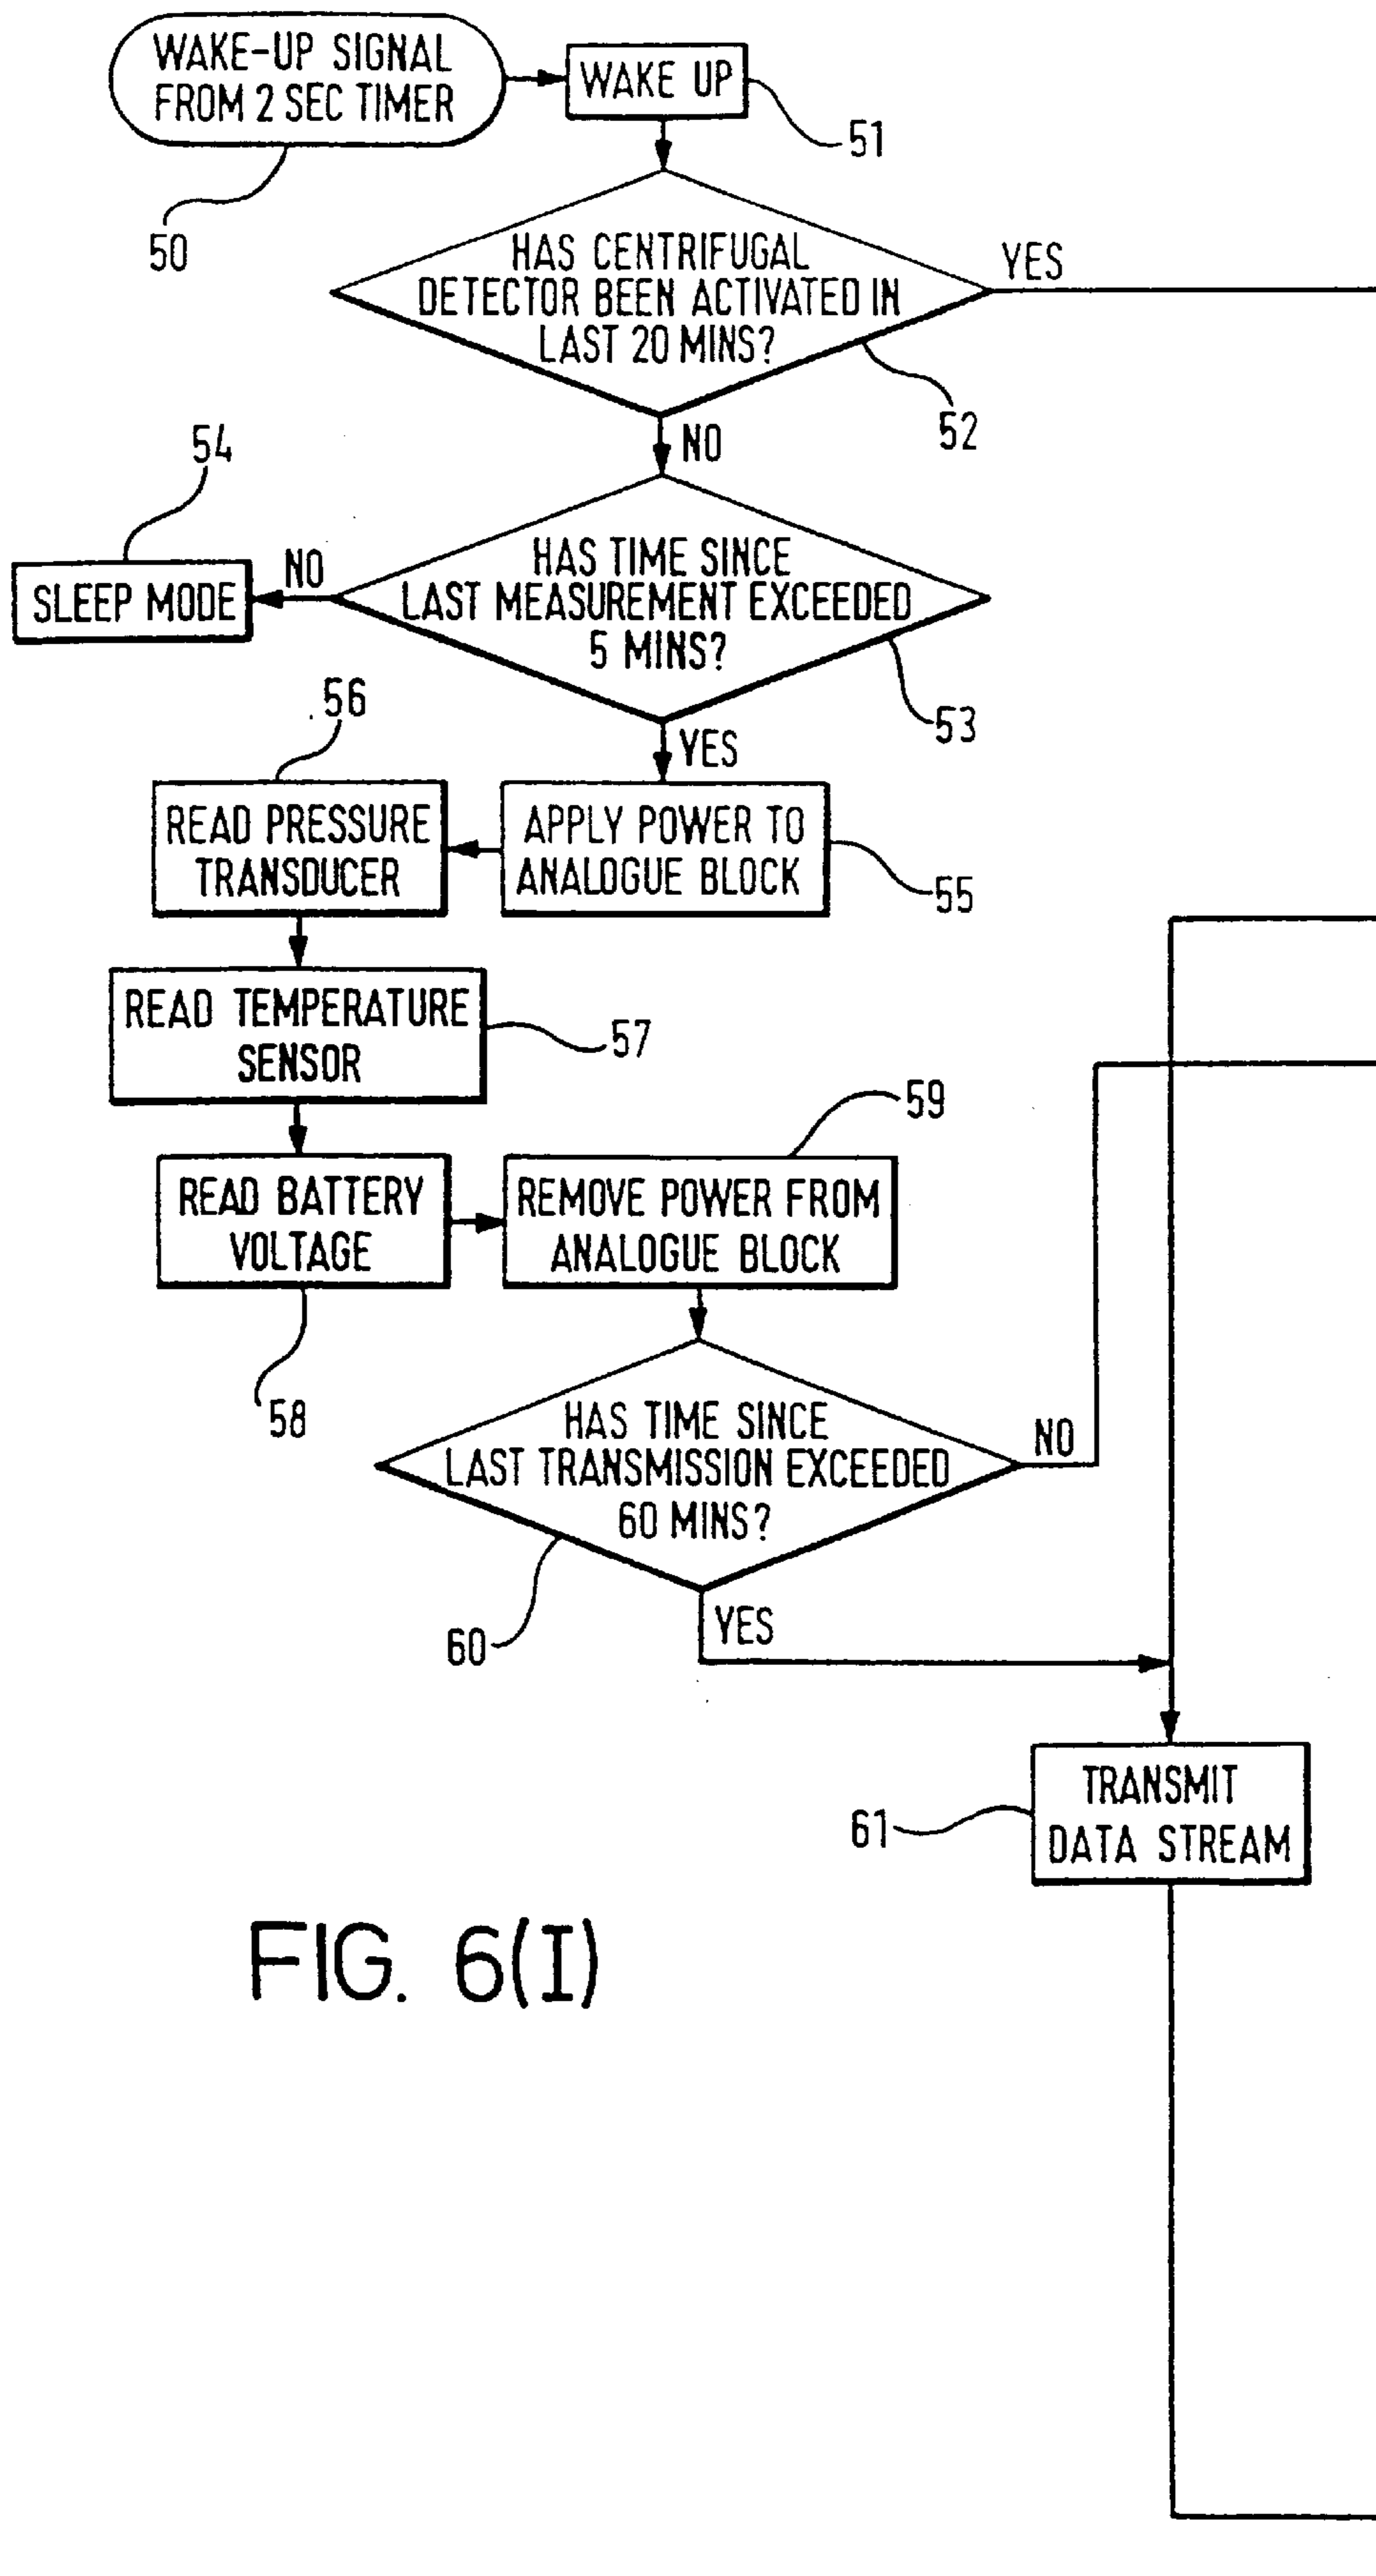 WAKE-UP SIGNAL
FROM 2 SEC TIMER
50
WAKE UP
51
HAS CENTRIFUGAL
DETECTOR BEEN ACTIVATED IN
LAST 20 MINS?
YES
52
NO
54
SLEEP MODE
NO
HAS TIME SINCE
LAST MEASUREMENT EXCEEDED
5 MINS?
53
YES
56
READ PRESSURE
TRANSDUCER
APPLY POWER TO
ANALOGUE BLOCK
55
READ TEMPERATURE
SENSOR
57
59
READ BATTERY
VOLTAGE
REMOVE POWER FROM
ANALOGUE BLOCK
58
HAS TIME SINCE
LAST TRANSMISSION EXCEEDED
60 MINS?
NO
60
YES
TRANSMIT
DATA STREAM
61
FIG. 6(I)